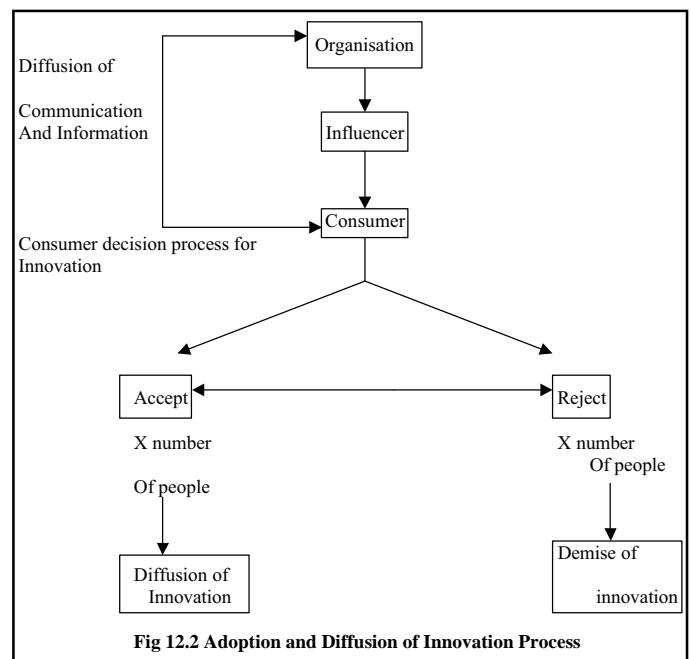 Organisation
Diffusion of
Communication
And Information
Influencer
Consumer
Consumer decision process for
Innovation
Accept
Reject
X number
Of people
X number
Of people
Diffusion of
Innovation
Demise of
innovation
Fig 12.2 Adoption and Diffusion of Innovation Process